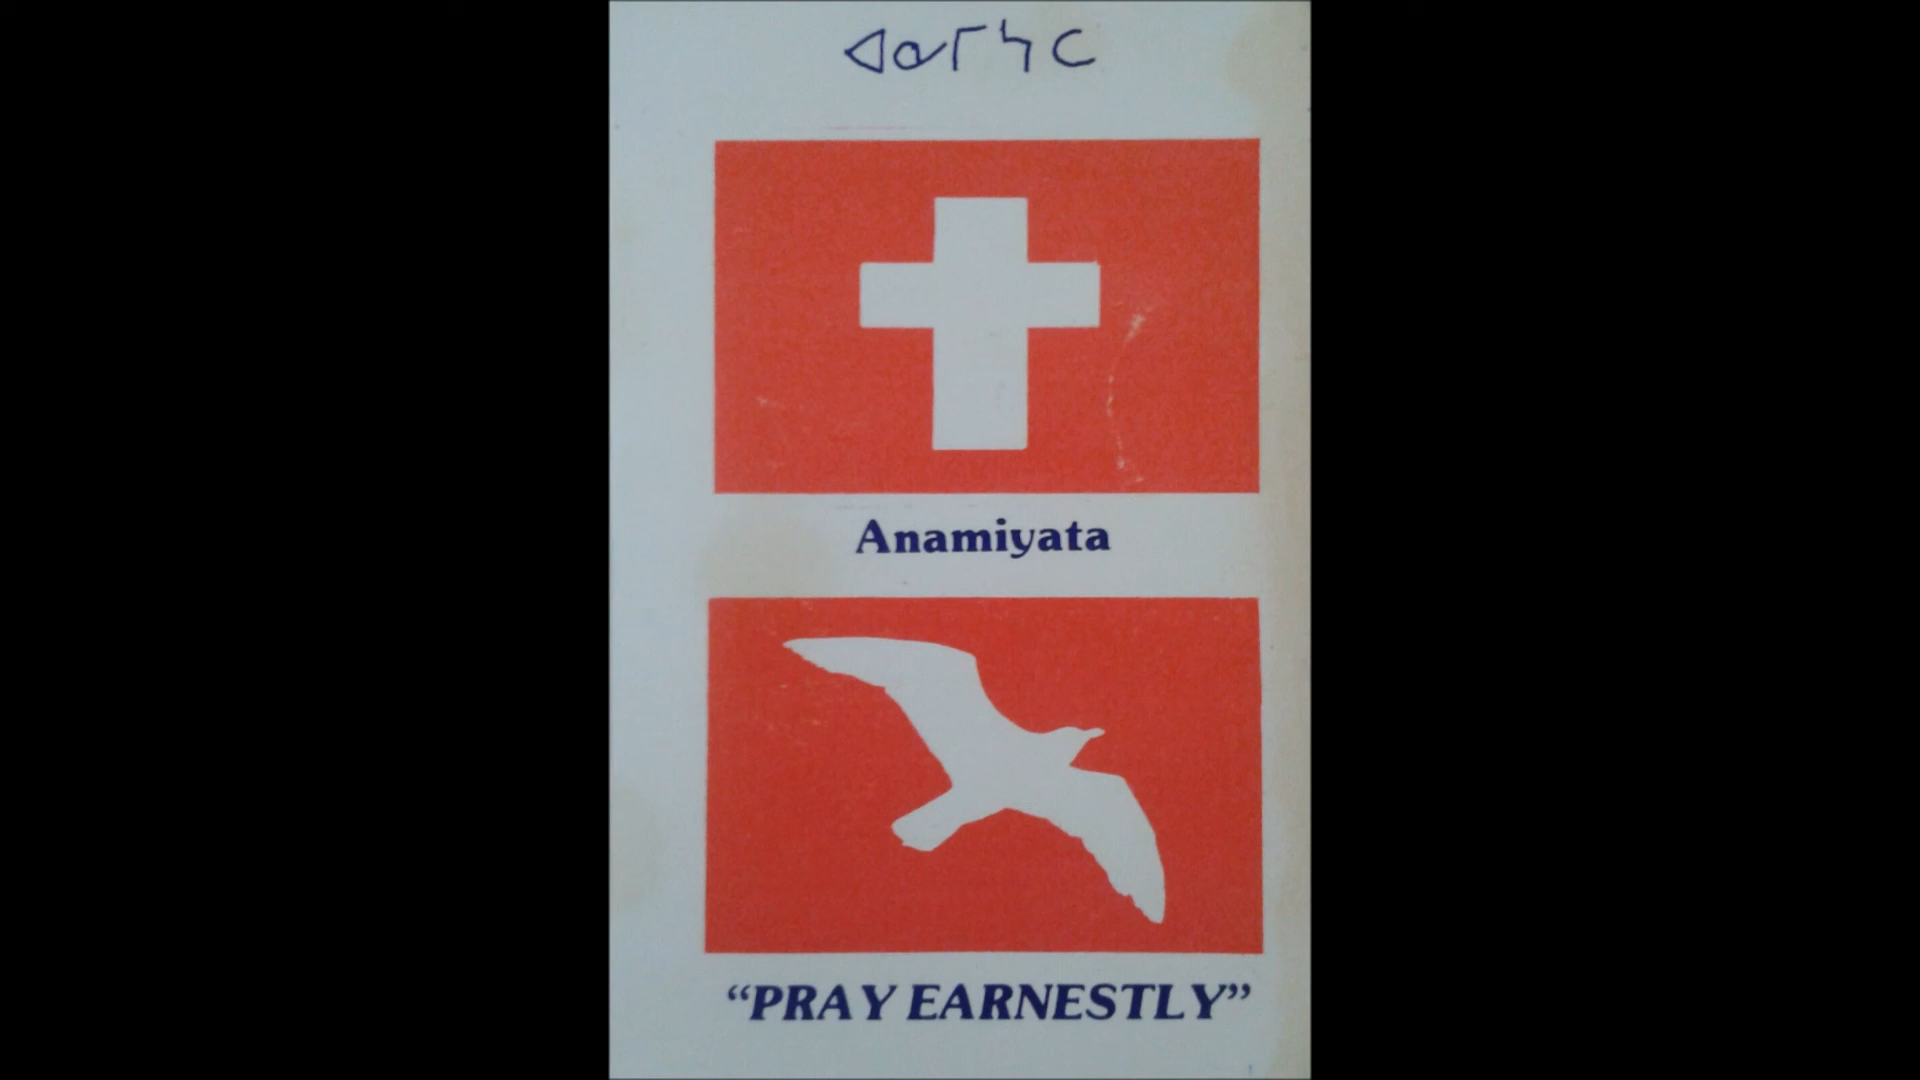 ᐊᓇᒥᔭᑕ
Anamiyata
“PRAY EARNESTLY”